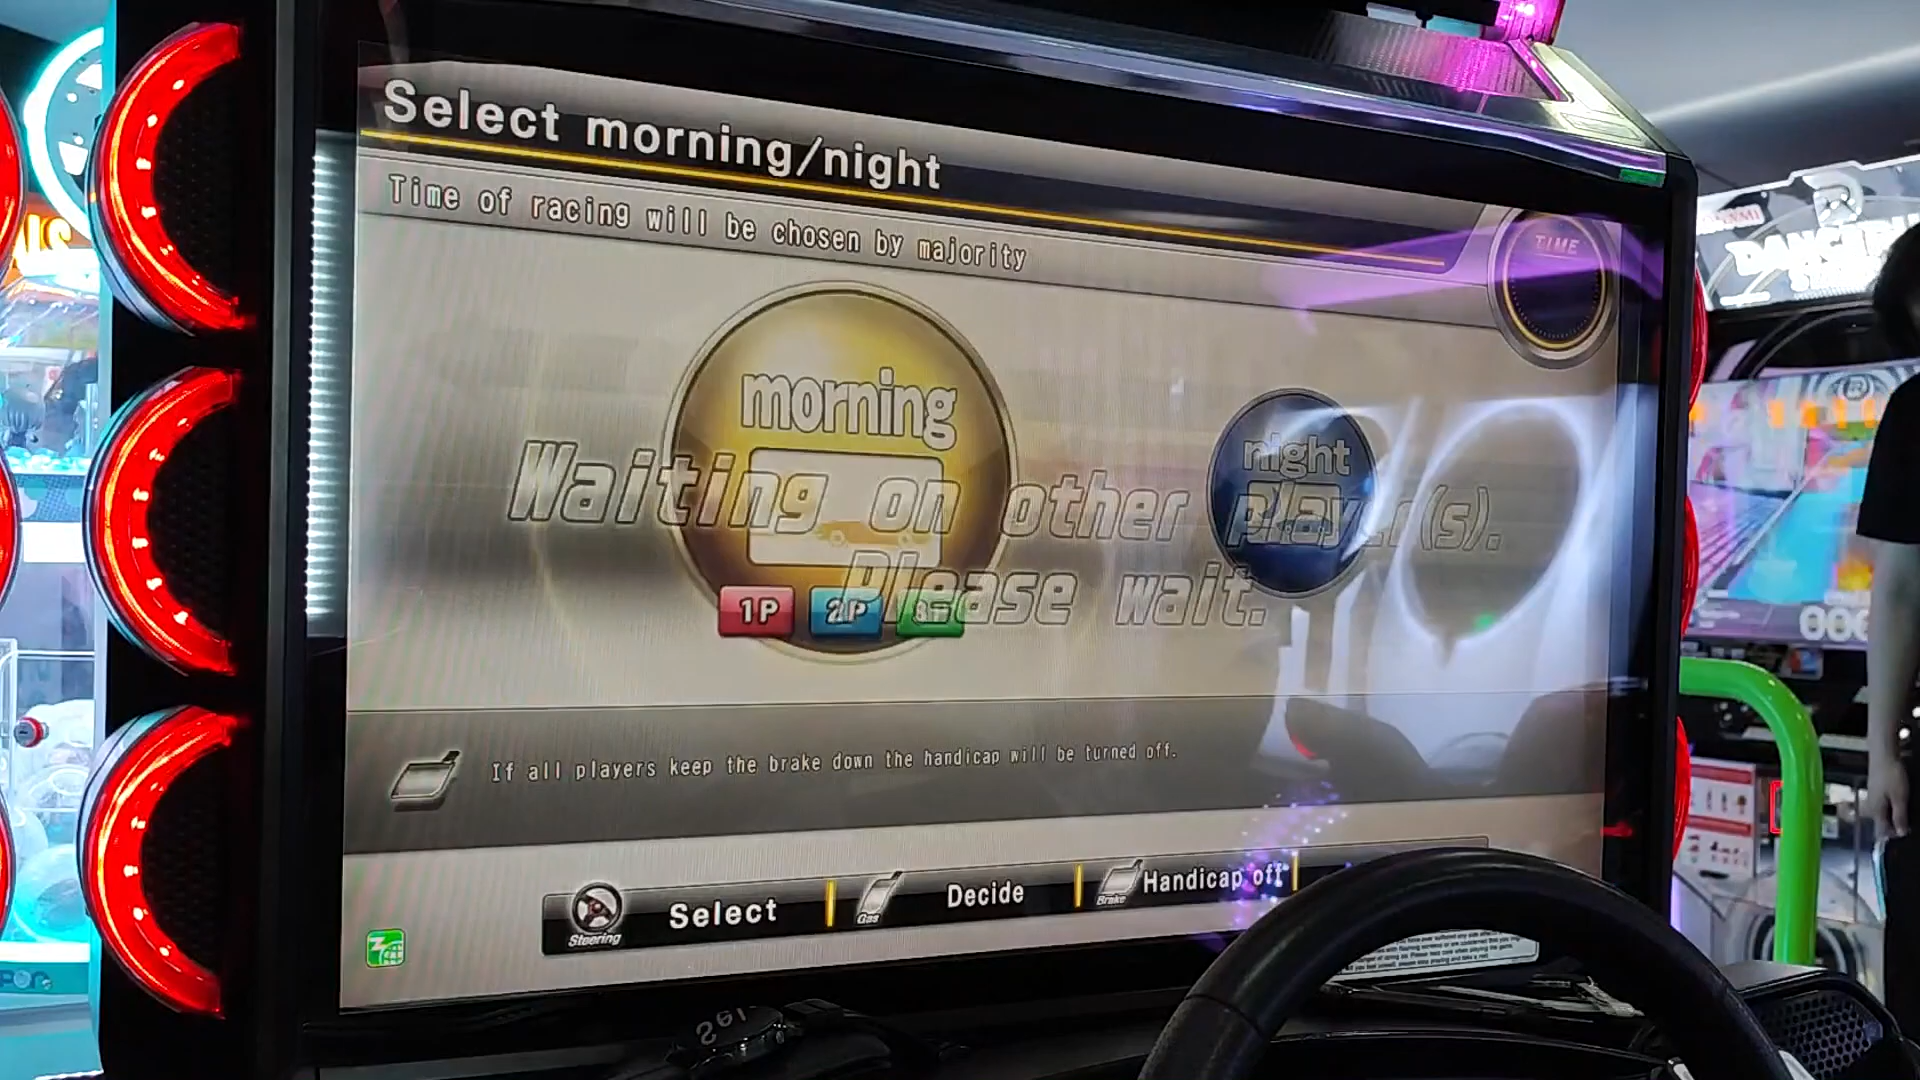 Select morning/night
Time of racing will be chosen by majority
TIME
morning
night
Waiting on other player(s).
Please wait.
1P
2P
3P
If all players keep the brake down the handicap will be turned off.
Steering
Select
Gas
Decide
Brake
Handicap off